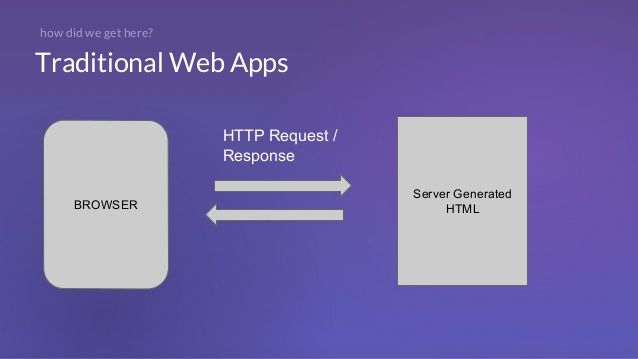 how did we get here?
Traditional Web Apps
HTTP Request /
Response
BROWSER
Server Generated
HTML